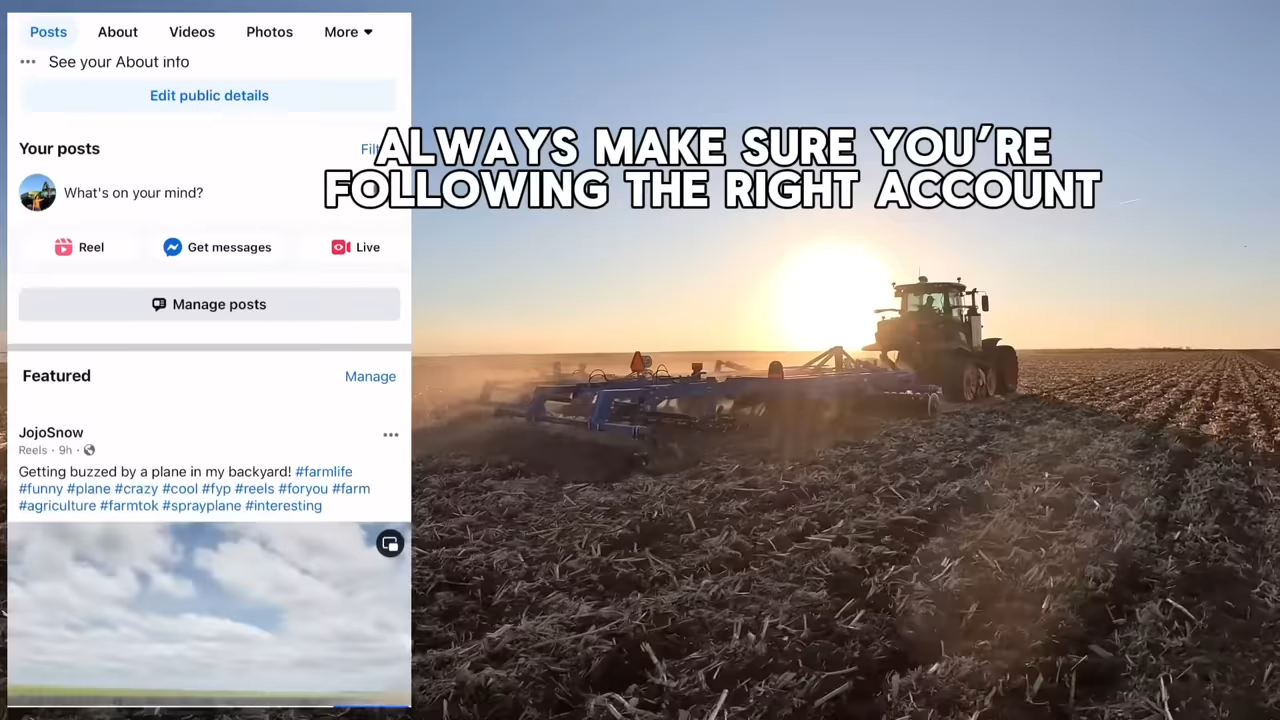 Posts About Videos Photos More
See your About info
Edit public details
Your posts
ALWAYS MAKE SURE YOU'RE
FOLLOWING THE RIGHT ACCOUNT
What's on your mind?
Reel Get messages Live
Manage posts
Featured Manage
JojoSnow
Reels · 9h ·
Getting buzzed by a plane in my backyard! #farmlife
#funny #plane #crazy #cool #fyp #reels #foryou #farm
#agriculture #farmtok #sprayplane #interesting